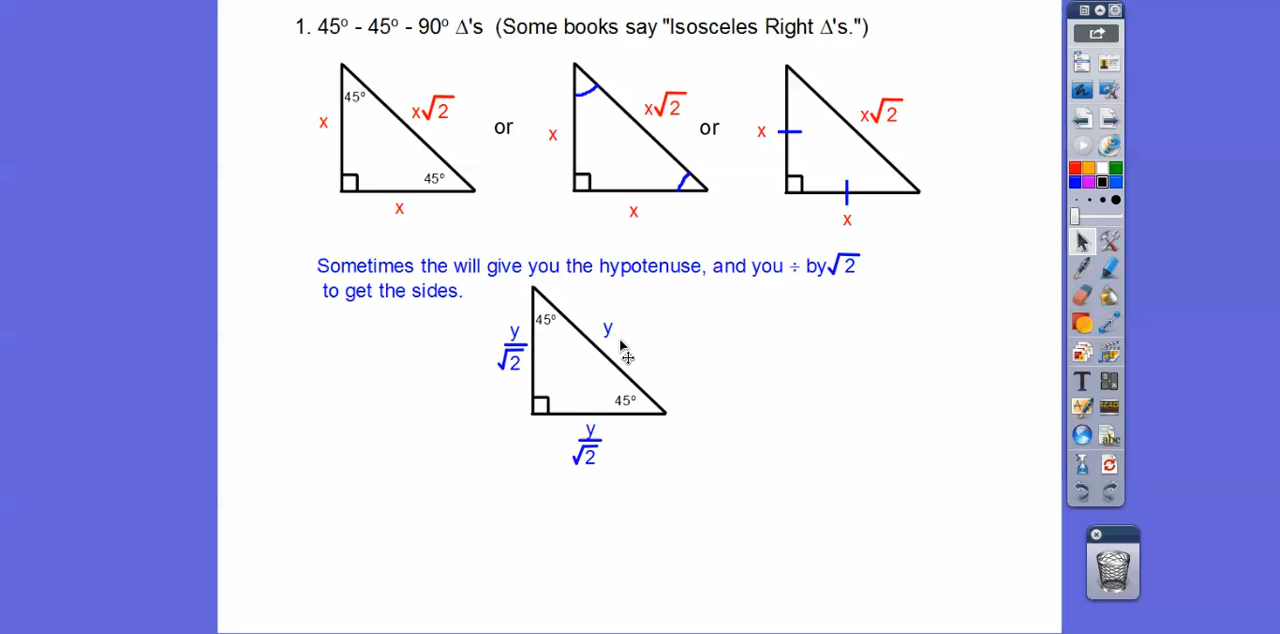 1. 45º - 45º - 90º Δ's (Some books say "Isosceles Right Δ's.")
45º
x
x√2
45º
x
or
x
x√2
x
or
x
x√2
x
Sometimes the will give you the hypotenuse, and you ÷ by√2
to get the sides.
45º
y
y/√2
45º
y/√2